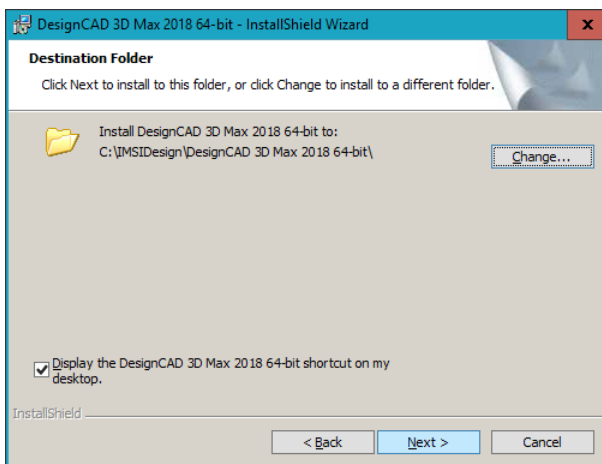 DesignCAD 3D Max 2018 64-bit - InstallShield Wizard
x
Destination Folder
Click Next to install to this folder, or click Change to install to a different folder.
Install DesignCAD 3D Max 2018 64-bit to:
C:\IMSIDesign\DesignCAD 3D Max 2018 64-bit\
Change...
Display the DesignCAD 3D Max 2018 64-bit shortcut on my
desktop.
InstallShield
< Back
Next >
Cancel